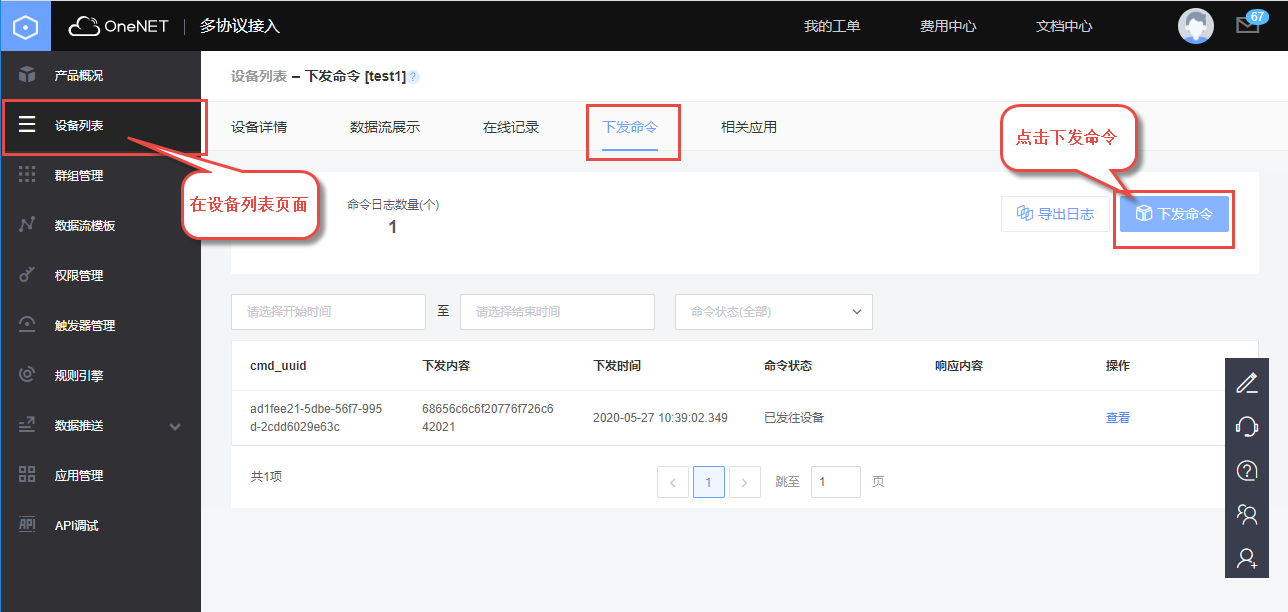 OneNET | 多协议接入
我的工单
费用中心
文档中心
67
产品概况
设备列表
群组管理
数据流模板
权限管理
触发器管理
规则引擎
数据推送
应用管理
API
API调试
设备列表 – 下发命令 [test1] ?
设备详情
数据流展示
在线记录
下发命令
相关应用
点击下发命令
在设备列表页面
命令日志数量(个)
1
导出日志
下发命令
请选择开始时间
至
请选择结束时间
命令状态(全部)
cmd_uuid
下发内容
下发时间
命令状态
响应内容
操作
ad1fee21-5dbe-56f7-995
d-2cdd6029e63c
68656c6c6f20776f726c6
42021
2020-05-27 10:39:02.349
已发往设备
查看
共1项
< 1 >
跳至
1
页